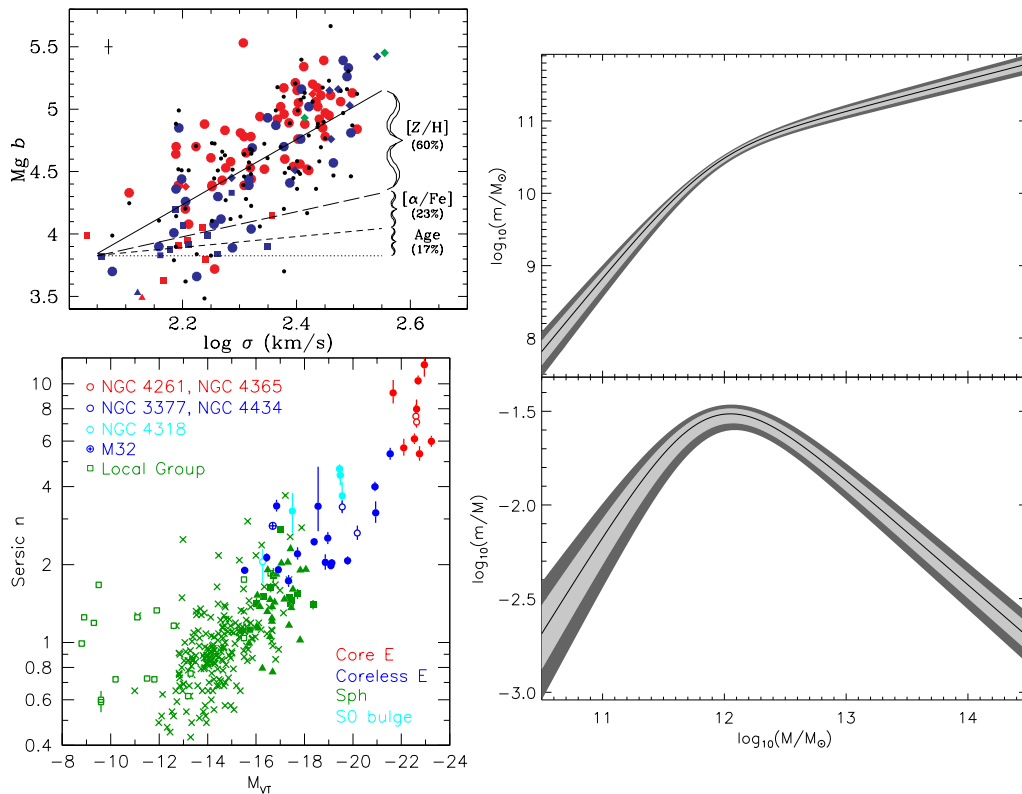 5.5
5
4.5
4
3.5
Mg b
[Z/H]
(60%)
[α/Fe]
(23%)
Age
(17%)
2.2 2.4 2.6
log σ (km/s)
10
8
6
4
2
1
0.8
0.6
0.4
Sersic n
NGC 4261, NGC 4365
NGC 3377, NGC 4434
NGC 4318
M32
Local Group
Core E
Coreless E
Sph
S0 bulge
−8 −10 −12 −14 −16 −18 −20 −22 −24
M_VT
11
10
9
8
log₁₀(m/M☉)
−1.5
−2.0
−2.5
−3.0
log₁₀(m/M)
11 12 13 14
log₁₀(M/M☉)